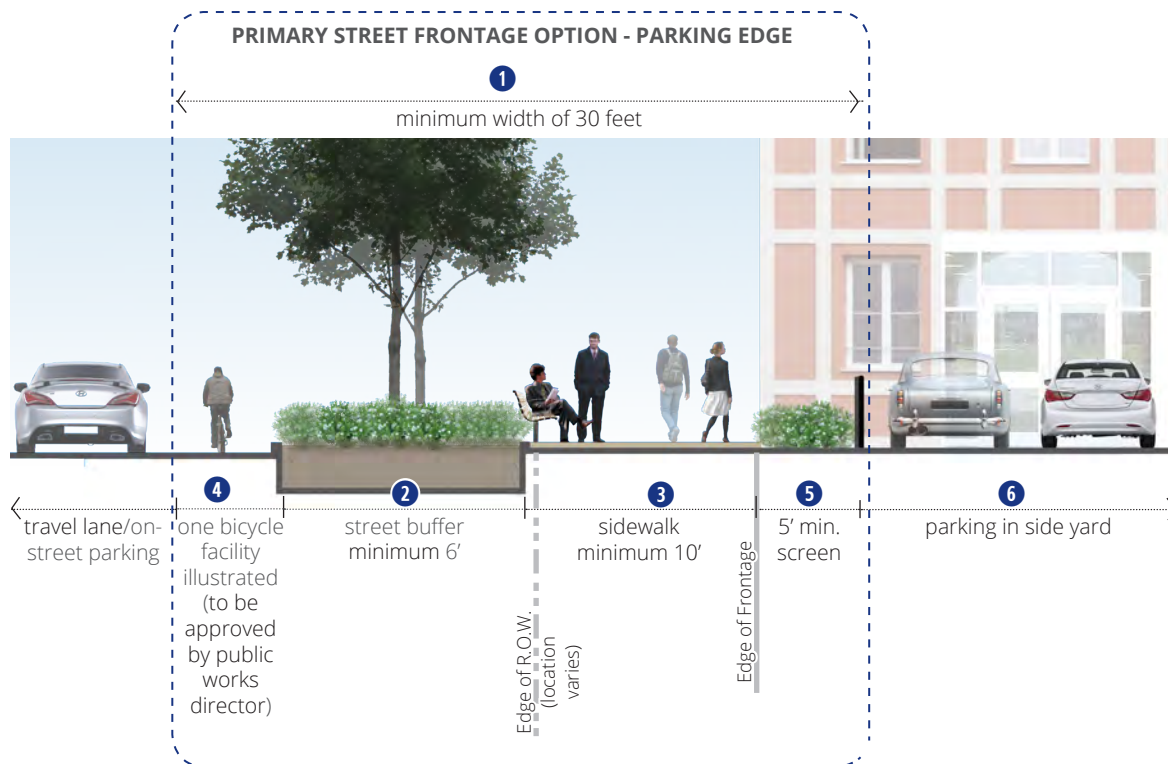 PRIMARY STREET FRONTAGE OPTION - PARKING EDGE
1
minimum width of 30 feet
4
2
3
5
6
travel lane/on-
street parking
one bicycle
facility
illustrated
(to be
approved
by public
works
director)
street buffer
minimum 6’
Edge of R.O.W.
(location
varies)
sidewalk
minimum 10’
Edge of Frontage
5’ min.
screen
parking in side yard